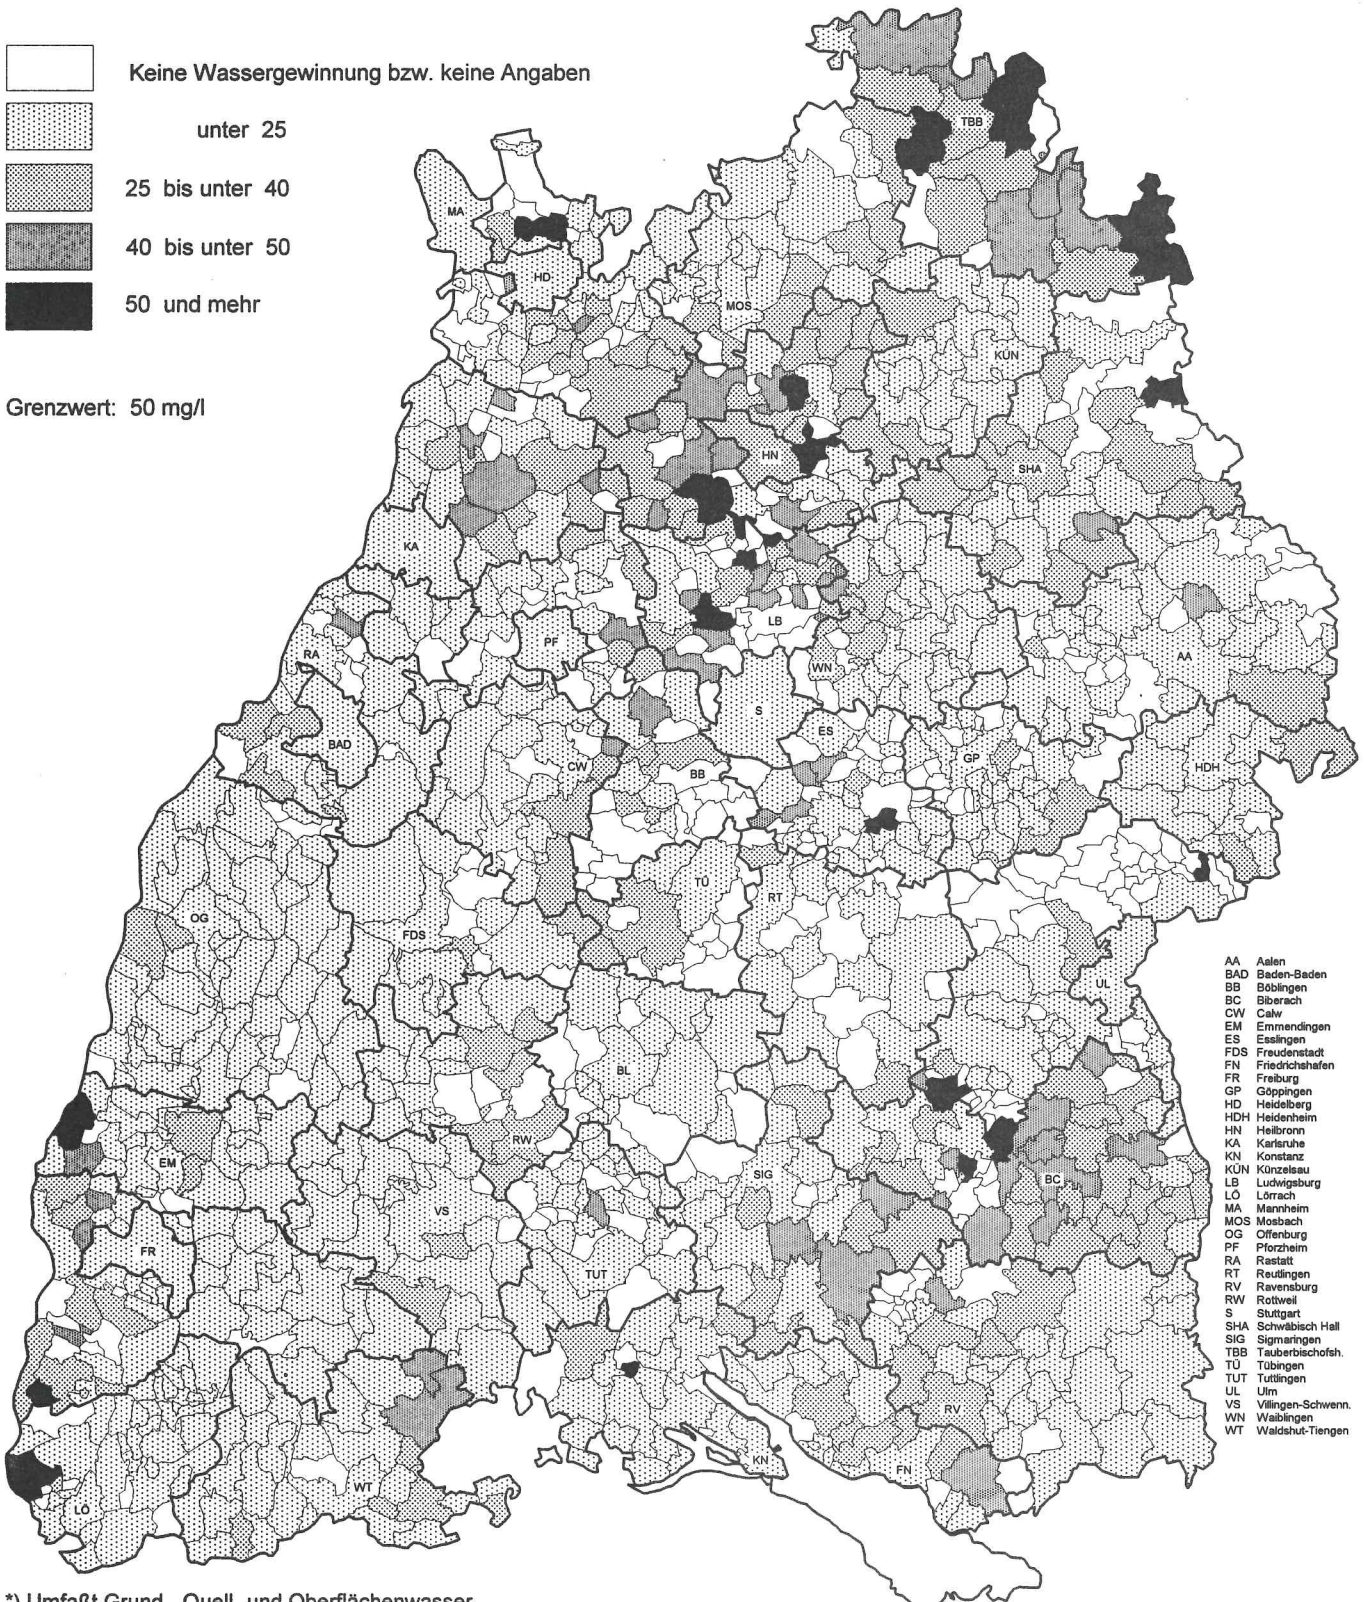 Keine Wassergewinnung bzw. keine Angaben
unter 25
25 bis unter 40
40 bis unter 50
50 und mehr
Grenzwert: 50 mg/l
TBB
MA
HD
MOS
KÜN
HN
SHA
KA
LB
PF
RA
WN
AA
S
ES
BAD
CW
BB
GP
HDH
TÜ
RT
OG
FDS
UL
BL
RW
EM
SIG
BC
VS
FR
TUT
RV
KN
FN
WT
LÖ
AA Aalen
BAD Baden-Baden
BB Böblingen
BC Biberach
CW Calw
EM Emmendingen
ES Esslingen
FDS Freudenstadt
FN Friedrichshafen
FR Freiburg
GP Göppingen
HD Heidelberg
HDH Heidenheim
HN Heilbronn
KA Karlsruhe
KN Konstanz
KÜN Künzelsau
LB Ludwigsburg
LÖ Lörrach
MA Mannheim
MOS Mosbach
OG Offenburg
PF Pforzheim
RA Rastatt
RT Reutlingen
RV Ravensburg
RW Rottweil
S Stuttgart
SHA Schwäbisch Hall
SIG Sigmaringen
TBB Tauberbischofsh.
TÜ Tübingen
TUT Tuttlingen
UL Ulm
VS Villingen-Schwenn.
WN Waiblingen
WT Waldshut-Tiengen
*) Umfaßt Grund-, Quell- und Oberflächenwasser